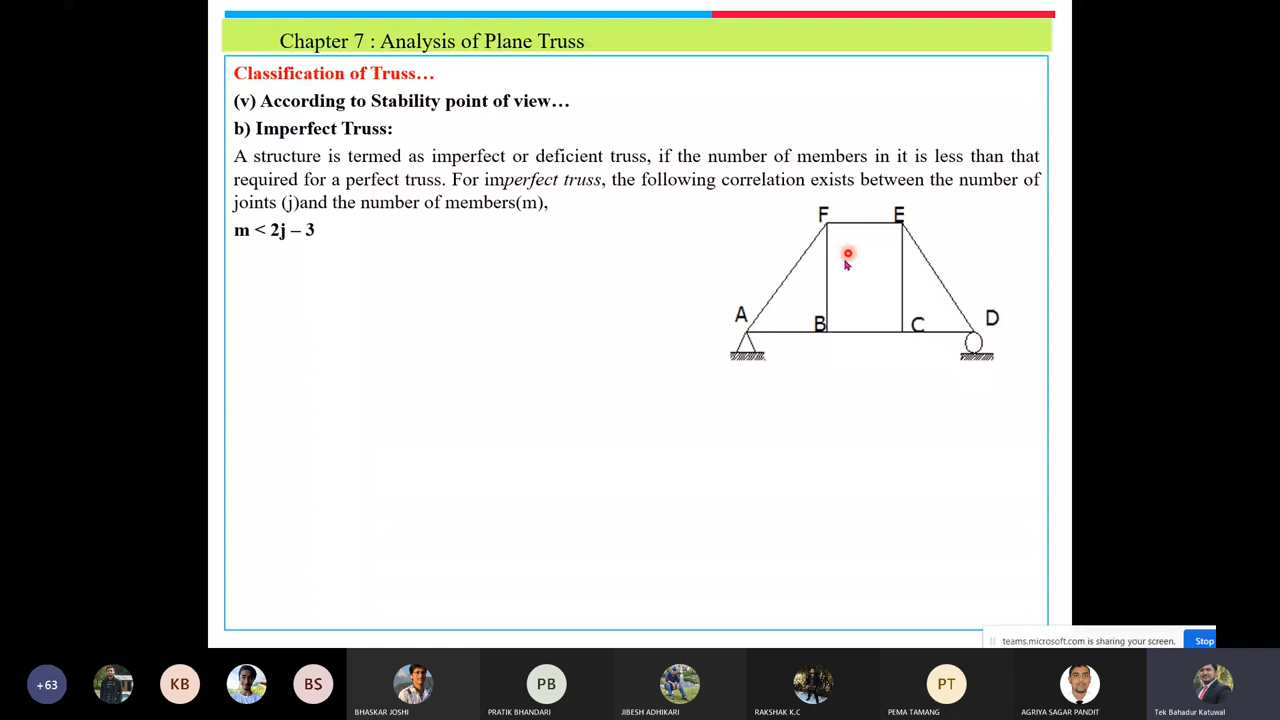 Chapter 7 : Analysis of Plane Truss
Classification of Truss…
(v) According to Stability point of view…
b) Imperfect Truss:
A structure is termed as imperfect or deficient truss, if the number of members in it is less than that
required for a perfect truss. For imperfect truss, the following correlation exists between the number of
joints (j)and the number of members(m),
m < 2j – 3
F E
A B C D
teams.microsoft.com is sharing your screen. Stop
+63 KB BS PB PT
BHASKAR JOSHI PRATIK BHANDARI JIBESH ADHIKARI RAKSHAK K.C PEMA TAMANG AGRIYA SAGAR PANDIT Tek Bahadur Katuwal